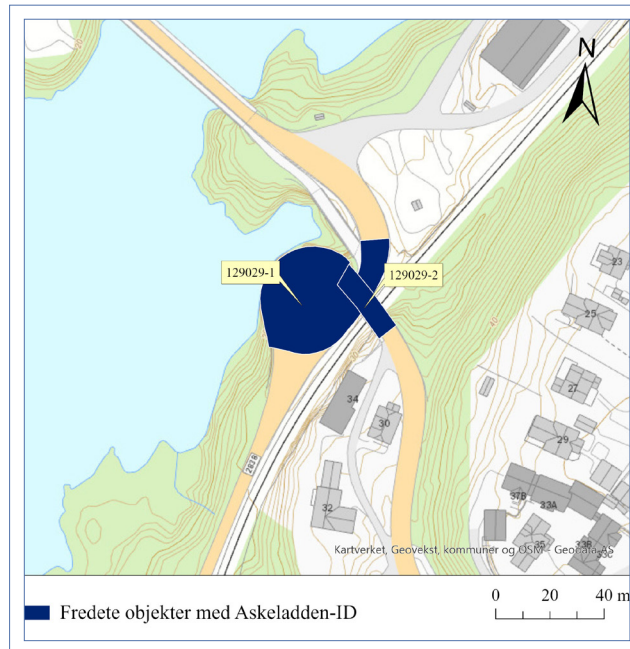 N
23
129029-1
129029-2
25
27
34
30
29
2828
37B
33A
32
35
33B
33C
Kartverket, Geovekst, kommuner og OSM - Geodata AS
Fredete objekter med Askeladden-ID
0 20 40 m